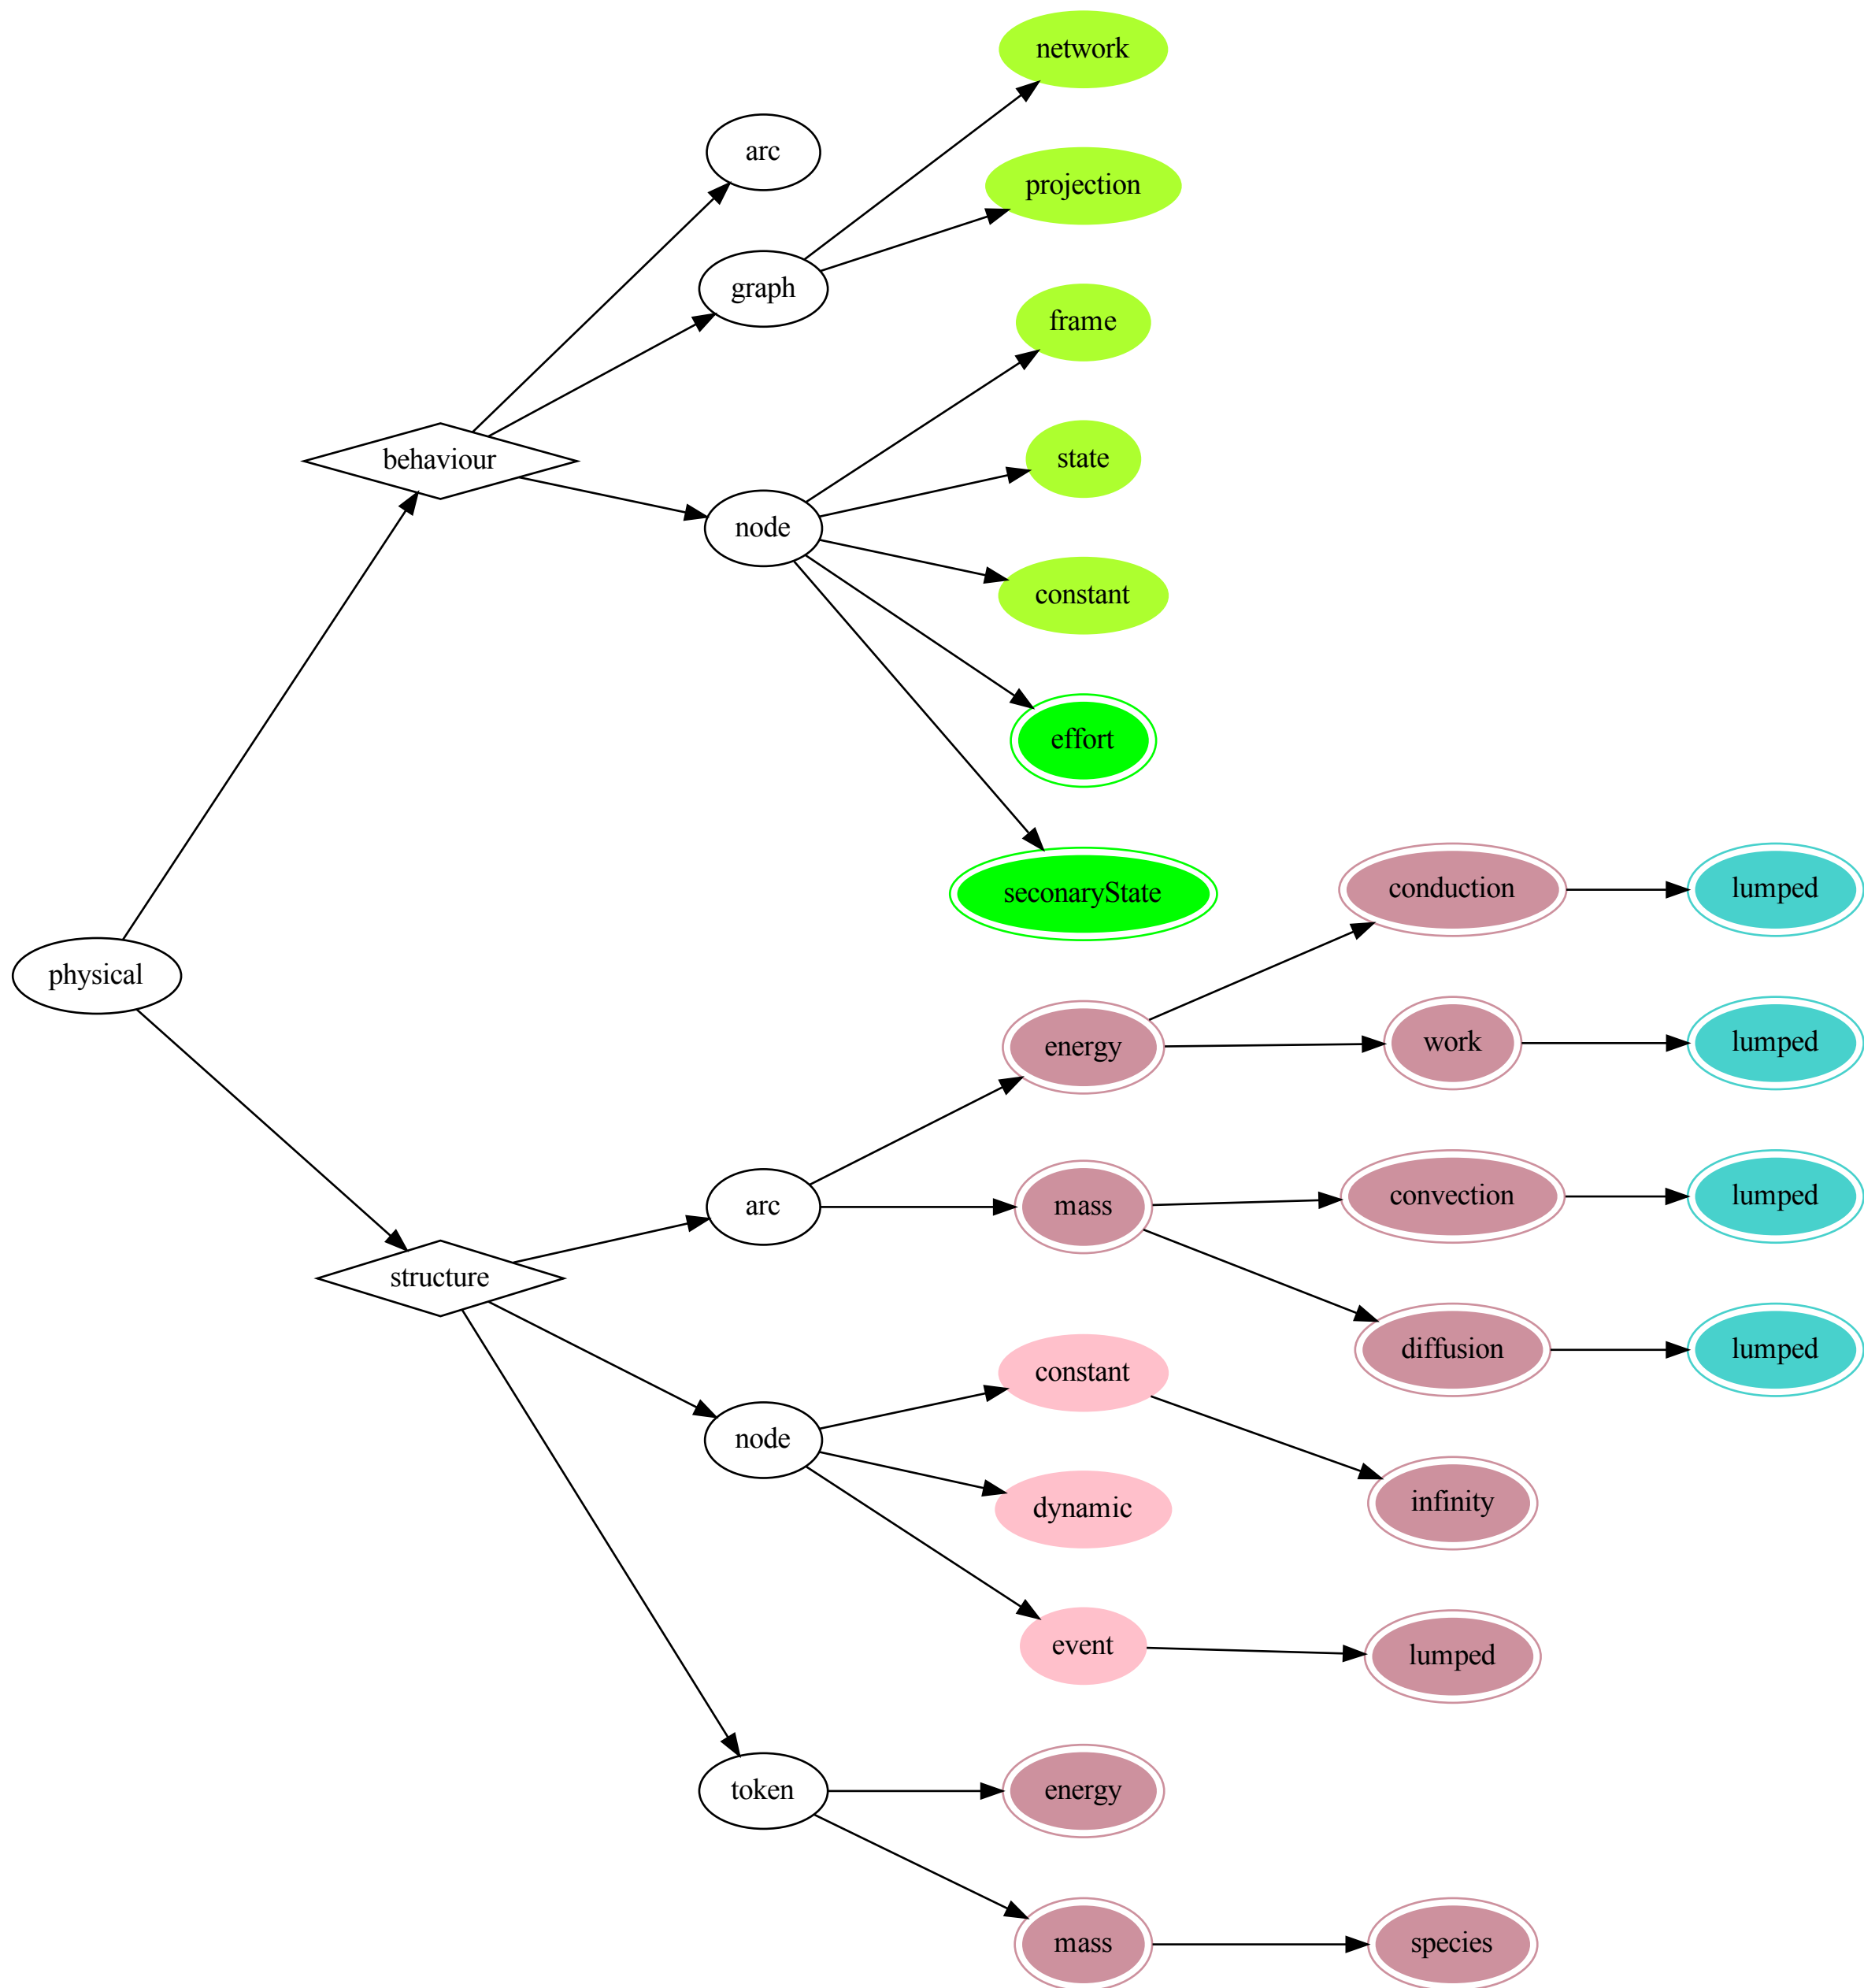 network
arc
projection
graph
frame
behaviour
state
node
constant
effort
seconaryState
conduction
lumped
physical
energy
work
lumped
arc
mass
convection
lumped
structure
diffusion
lumped
constant
node
infinity
dynamic
event
lumped
token
energy
mass
species